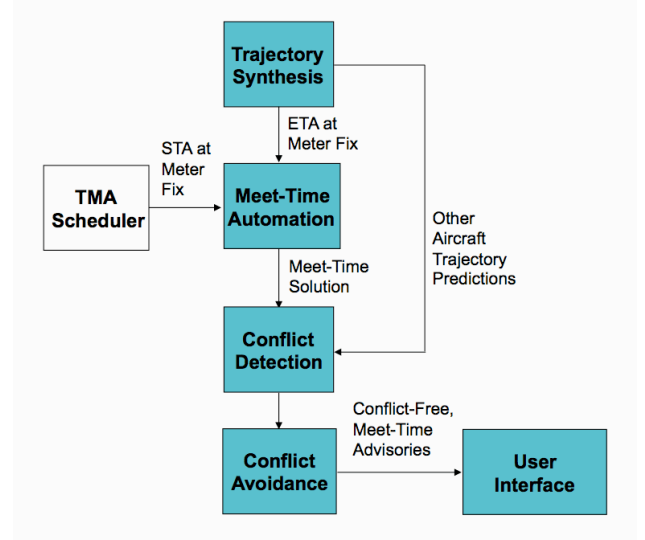 Trajectory
Synthesis
ETA at
Meter Fix
STA at
Meter
Fix
TMA
Scheduler
Meet-Time
Automation
Other
Aircraft
Trajectory
Predictions
Meet-Time
Solution
Conflict
Detection
Conflict-Free,
Meet-Time
Advisories
Conflict
Avoidance
User
Interface